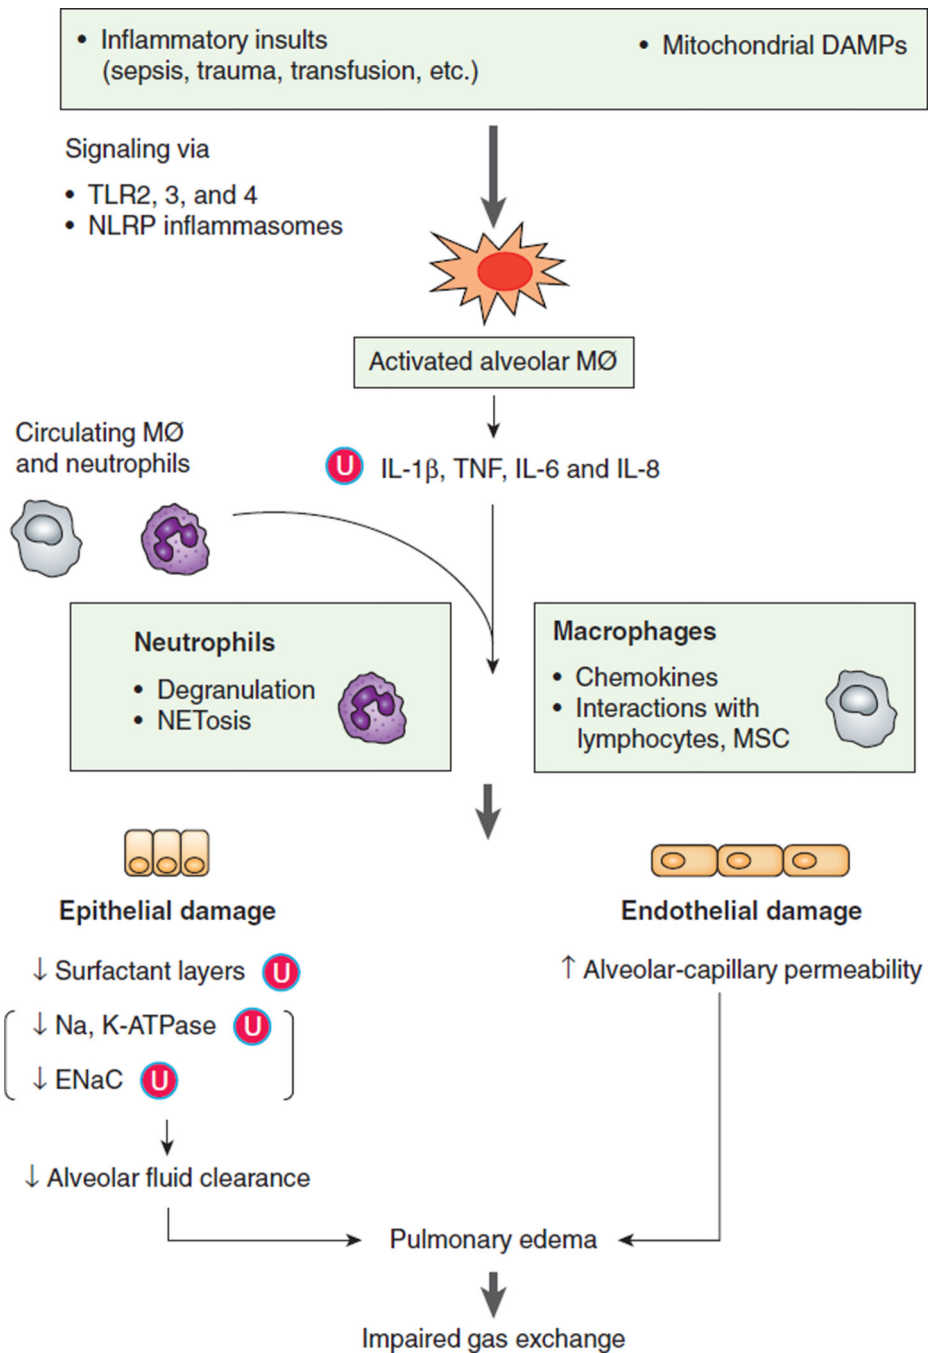 • Inflammatory insults
(sepsis, trauma, transfusion, etc.)
• Mitochondrial DAMPs
Signaling via
• TLR2, 3, and 4
• NLRP inflammasomes
Activated alveolar MØ
Circulating MØ
and neutrophils
U IL-1β, TNF, IL-6 and IL-8
Neutrophils
• Degranulation
• NETosis
Macrophages
• Chemokines
• Interactions with
lymphocytes, MSC
Epithelial damage
↓ Surfactant layers U
↓ Na, K-ATPase U
↓ ENaC U
↓ Alveolar fluid clearance
Endothelial damage
↑ Alveolar-capillary permeability
Pulmonary edema
Impaired gas exchange